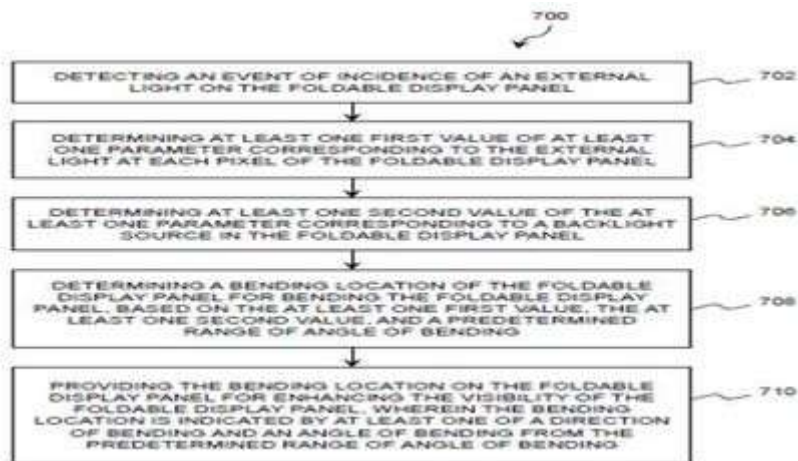 700
DETECTING AN EVENT OF INCIDENCE OF AN EXTERNAL
LIGHT ON THE FOLDABLE DISPLAY PANEL
702
DETERMINING AT LEAST ONE FIRST VALUE OF AT LEAST
ONE PARAMETER CORRESPONDING TO THE EXTERNAL
LIGHT AT EACH PIXEL OF THE FOLDABLE DISPLAY PANEL
704
DETERMINING AT LEAST ONE SECOND VALUE OF THE AT
LEAST ONE PARAMETER CORRESPONDING TO A BACKLIGHT
SOURCE IN THE FOLDABLE DISPLAY PANEL
706
DETERMINING A BENDING LOCATION OF THE FOLDABLE
DISPLAY PANEL FOR BENDING THE FOLDABLE DISPLAY
PANEL, BASED ON THE AT LEAST ONE FIRST VALUE, THE AT
LEAST ONE SECOND VALUE, AND A PREDETERMINED
RANGE OF ANGLE OF BENDING
708
PROVIDING THE BENDING LOCATION ON THE FOLDABLE
DISPLAY PANEL FOR ENHANCING THE VISIBILITY OF THE
FOLDABLE DISPLAY PANEL, WHEREIN THE BENDING
LOCATION IS INDICATED BY AT LEAST ONE OF A DIRECTION
OF BENDING AND AN ANGLE OF BENDING FROM THE
PREDETERMINED RANGE OF ANGLE OF BENDING
710